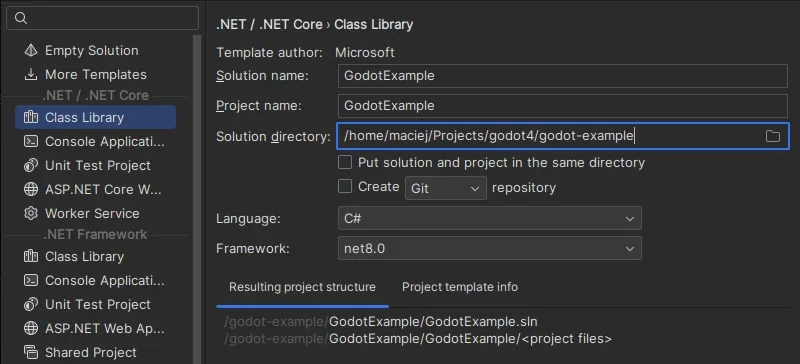 Empty Solution
More Templates
.NET / .NET Core
Class Library
Console Applicati...
Unit Test Project
ASP.NET Core W...
Worker Service
.NET Framework
Class Library
Console Applicati...
Unit Test Project
ASP.NET Web Ap...
Shared Project
.NET / .NET Core › Class Library
Template author: Microsoft
Solution name: GodotExample
Project name: GodotExample
Solution directory: /home/maciej/Projects/godot4/godot-example
Put solution and project in the same directory
Create Git repository
Language: C#
Framework: net8.0
Resulting project structure Project template info
/godot-example/GodotExample/GodotExample.sln
/godot-example/GodotExample/GodotExample/<project files>